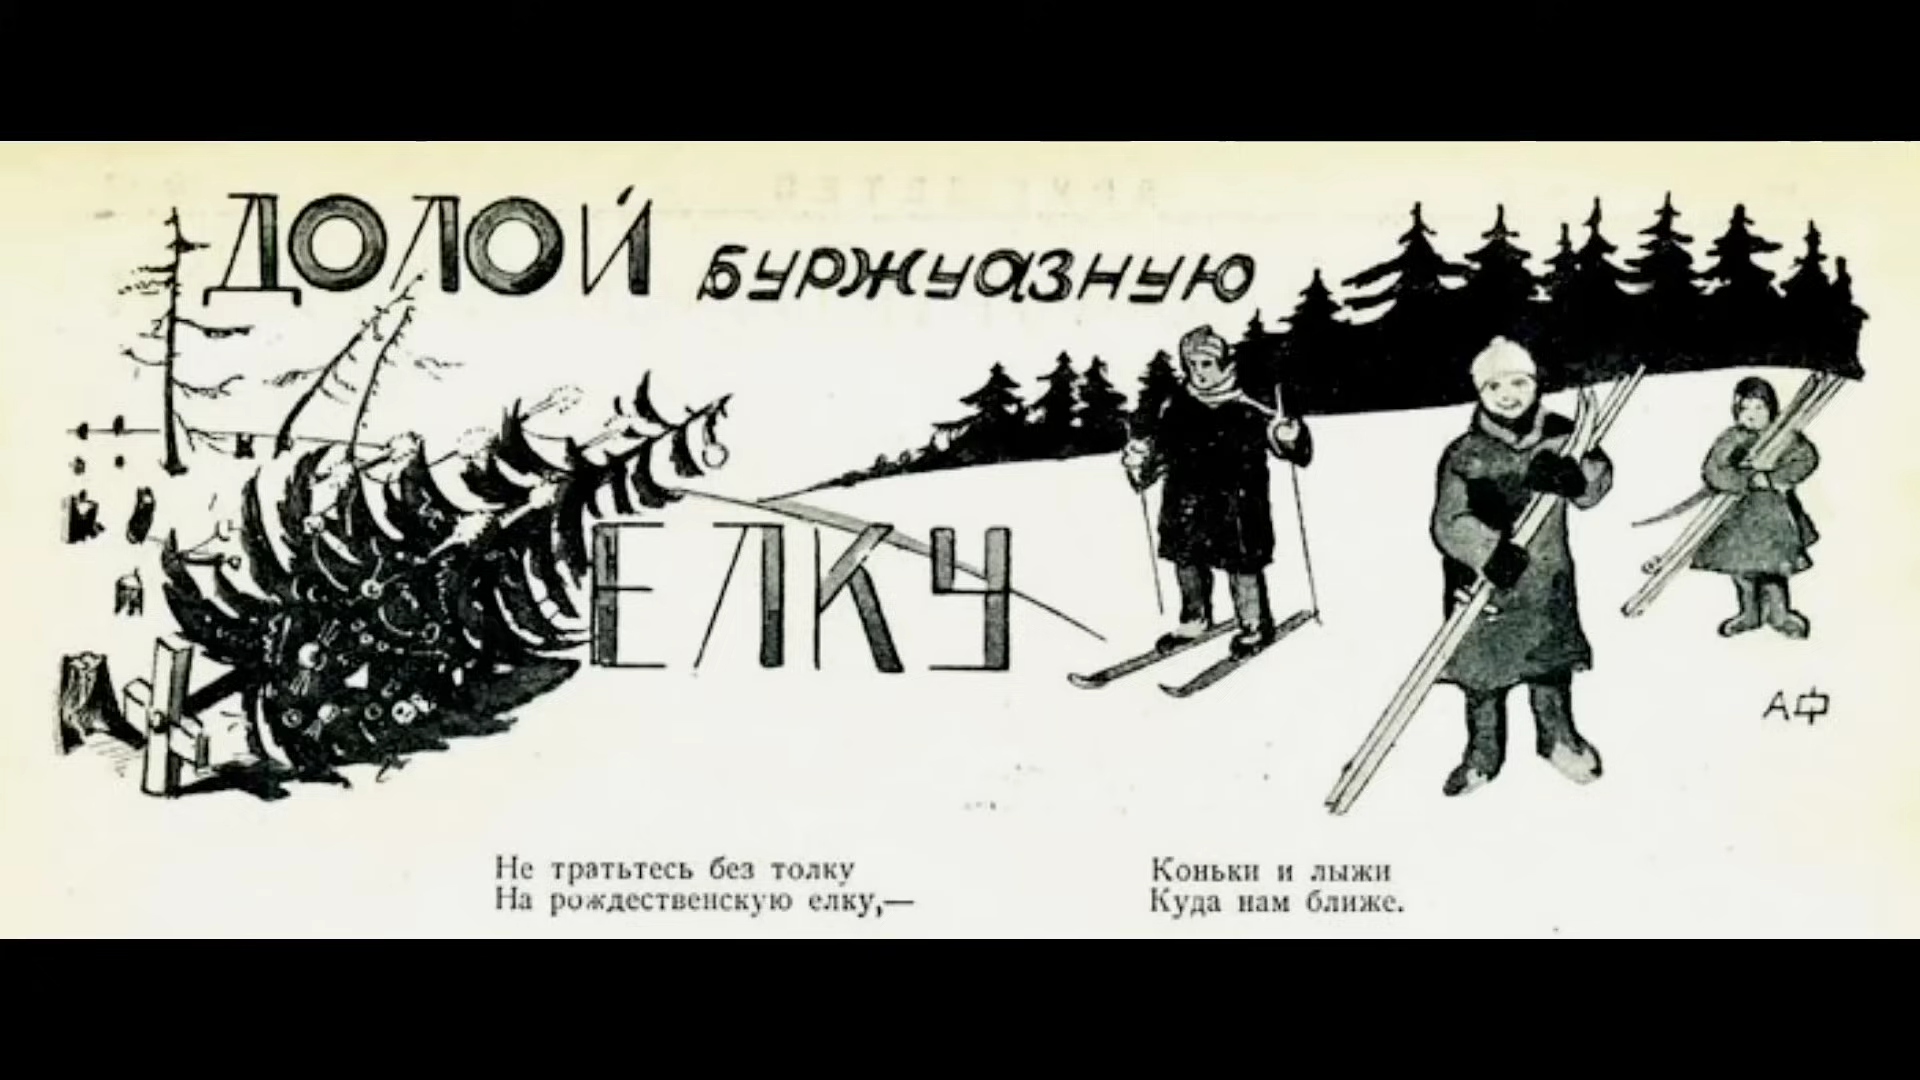 ДОЛОЙ буржуазную
ЕЛКУ
АФ
Не тратьтесь без толку
На рождественскую елку,—
Коньки и лыжи
Куда нам ближе.